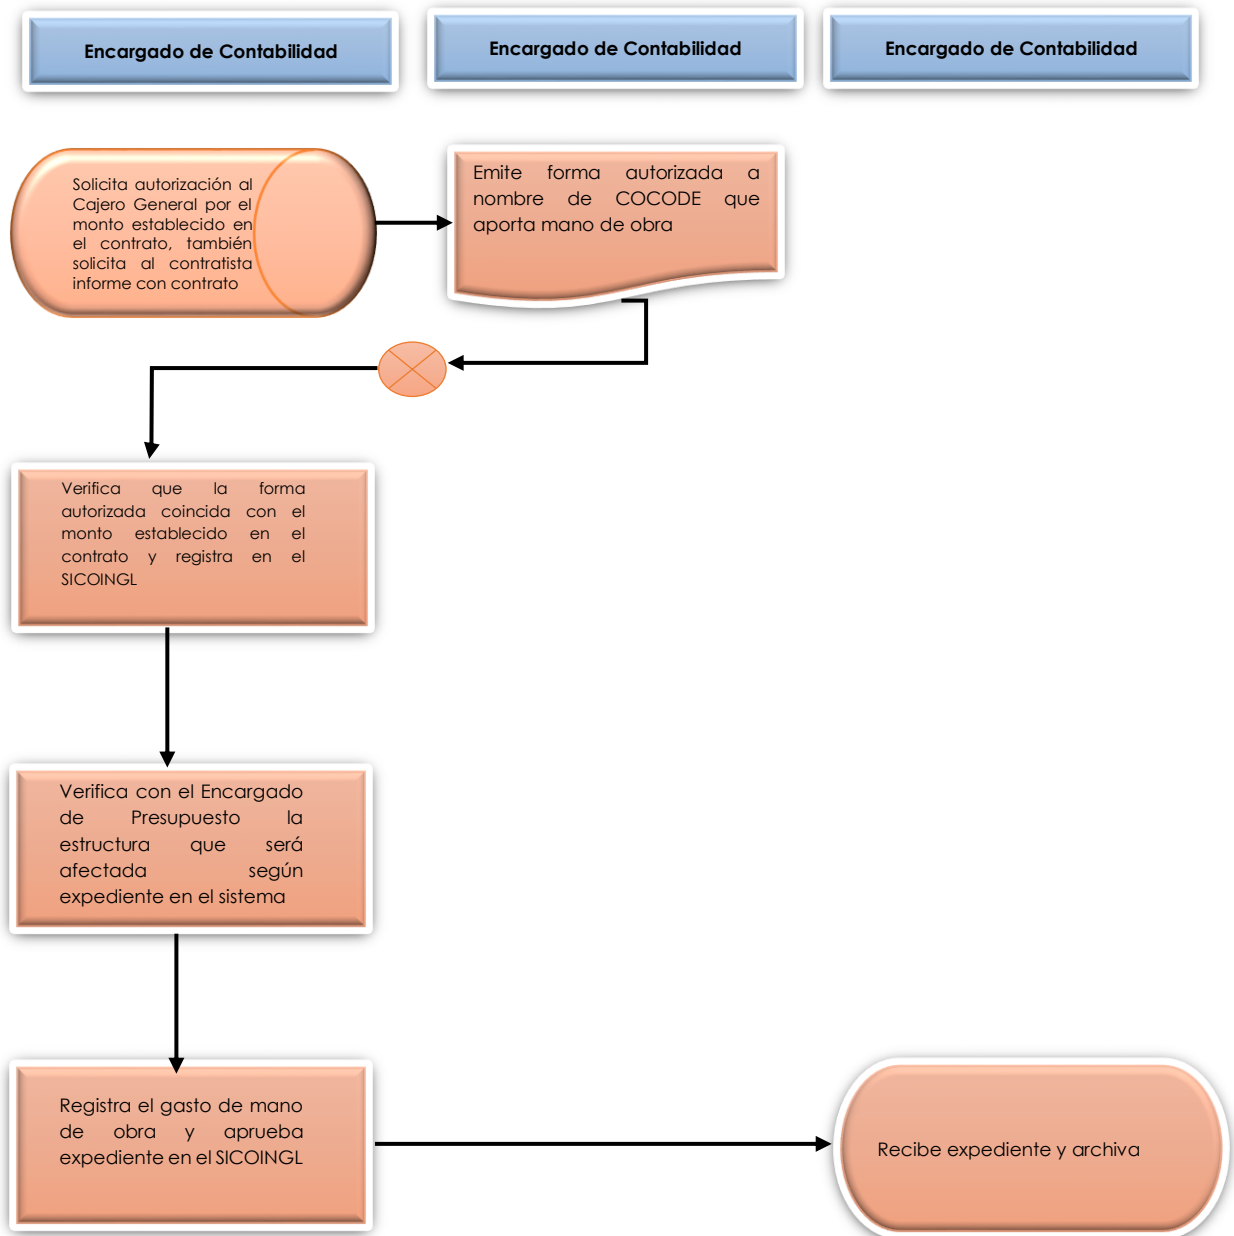 Encargado de Contabilidad
Encargado de Contabilidad
Encargado de Contabilidad
Solicita autorización al
Cajero General por el
monto establecido en
el contrato, también
solicita al contratista
informe con contrato
Emite forma autorizada a
nombre de COCODE que
aporta mano de obra
Verifica que la forma
autorizada coincida con el
monto establecido en el
contrato y registra en el
SICOINGL
Verifica con el Encargado
de Presupuesto la
estructura que será
afectada según
expediente en el sistema
Registra el gasto de mano
de obra y aprueba
expediente en el SICOINGL
Recibe expediente y archiva